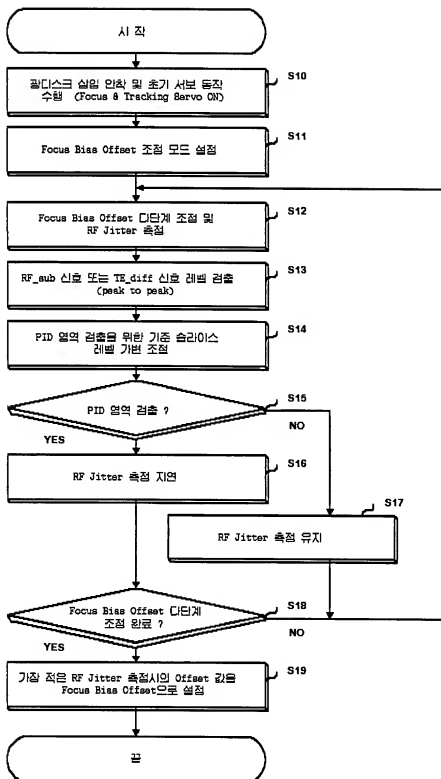 시 작
S10
광디스크 삽입 안착 및 초기 서보 동작
수행 (Focus & Tracking Servo ON)
S11
Focus Bias Offset 조정 모드 설정
S12
Focus Bias Offset 다단계 조정 및
RF Jitter 측정
S13
RF_sub 신호 또는 TE_diff 신호 레벨 검출
(peak to peak)
S14
PID 영역 검출을 위한 기준 슬라이스
레벨 가변 조정
S15
PID 영역 검출 ?
YES
NO
S16
RF Jitter 측정 지연
S17
RF Jitter 측정 유지
S18
Focus Bias Offset 다단계
조정 완료 ?
YES
NO
S19
가장 적은 RF Jitter 측정시의 Offset 값을
Focus Bias Offset으로 설정
끝